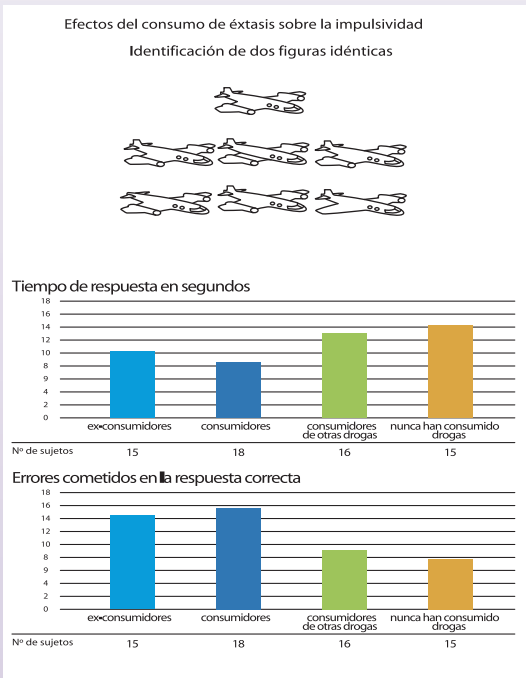 Efectos del consumo de éxtasis sobre la impulsividad
Identificación de dos figuras idénticas
Tiempo de respuesta en segundos
18
16
14
12
10
8
9
4
2
0
ex-consumidores consumidores consumidores de otras drogas nunca han consumido drogas
Nº de sujetos 15 18 16 15
Errores cometidos en la respuesta correcta
18
16
14
12
10
8
9
4
2
0
ex-consumidores consumidores consumidores de otras drogas nunca han consumido drogas
Nº de sujetos 15 18 16 15